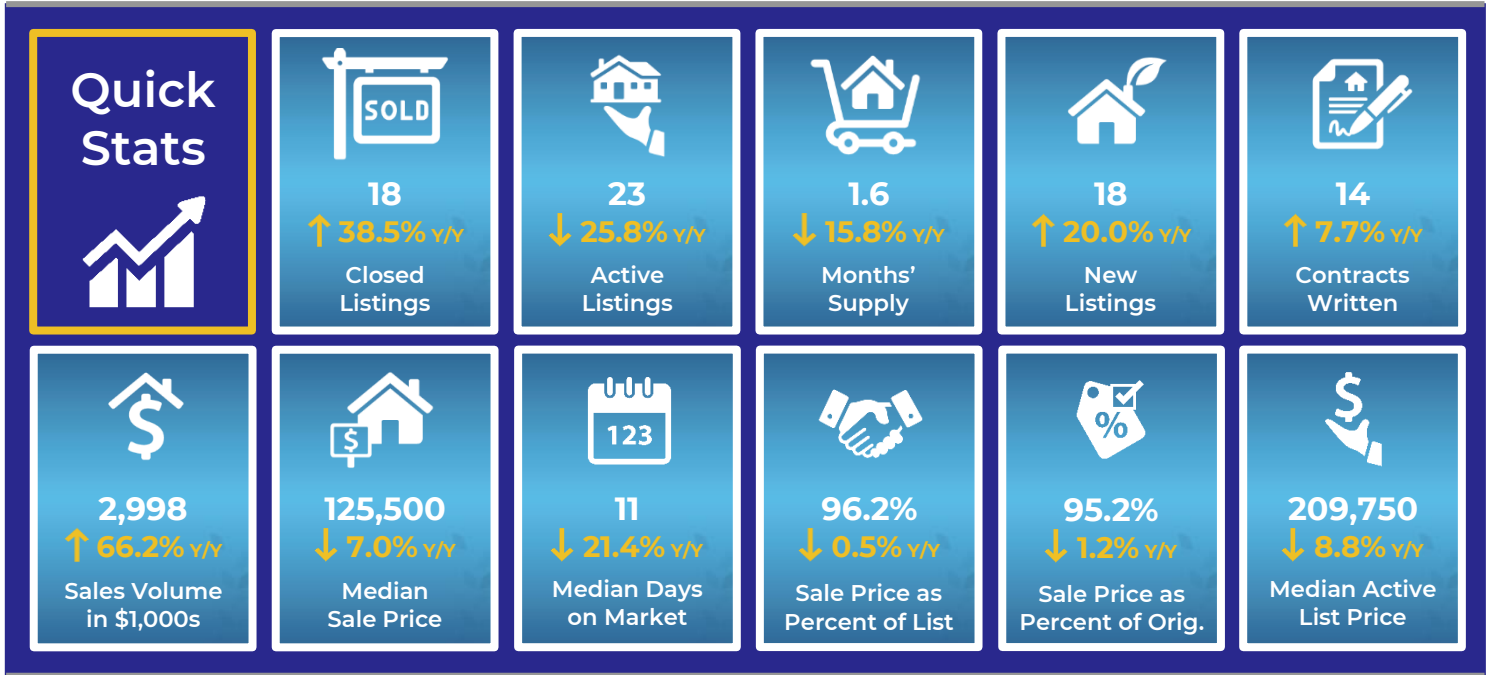 Quick
Stats
SOLD
18
↑ 38.5% Y/Y
Closed
Listings
23
↓ 25.8% Y/Y
Active
Listings
1.6
↓ 15.8% Y/Y
Months’
Supply
18
↑ 20.0% Y/Y
New
Listings
14
↑ 7.7% Y/Y
Contracts
Written
$
2,998
↑ 66.2% Y/Y
Sales Volume
in $1,000s
$
125,500
↓ 7.0% Y/Y
Median
Sale Price
123
11
↓ 21.4% Y/Y
Median Days
on Market
96.2%
↓ 0.5% Y/Y
Sale Price as
Percent of List
%
95.2%
↓ 1.2% Y/Y
Sale Price as
Percent of Orig.
$
209,750
↓ 8.8% Y/Y
Median Active
List Price